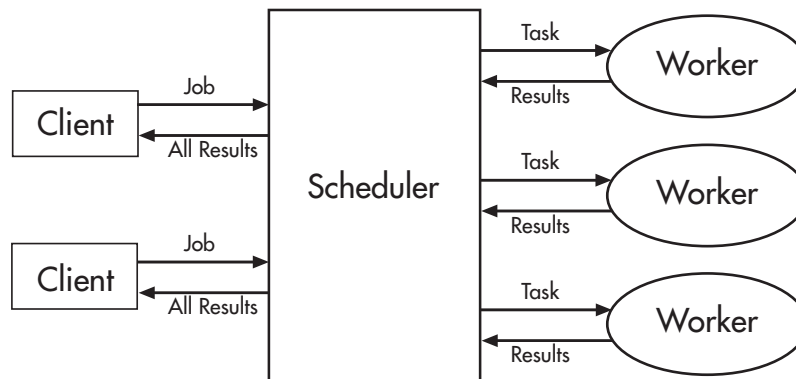 Client
Job
All Results
Client
Job
All Results
Scheduler
Task
Results
Worker
Task
Results
Worker
Task
Results
Worker